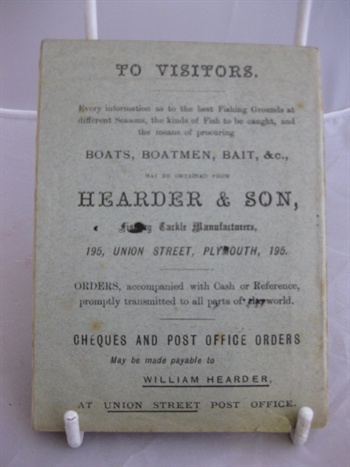 TO VISITORS.
Every information as to the best Fishing Grounds at
different Seasons, the kinds of Fish to be caught, and
the means of procuring
BOATS, BOATMEN, BAIT, &c.,
MAY BE OBTAINED FROM
HEARDER & SON,
Fishing Tackle Manufacturers,
195, UNION STREET, PLYMOUTH, 195.
ORDERS, accompanied with Cash or Reference,
promptly transmitted to all parts of the world.
CHEQUES AND POST OFFICE ORDERS
May be made payable to
WILLIAM HEARDER,
AT UNION STREET POST OFFICE.